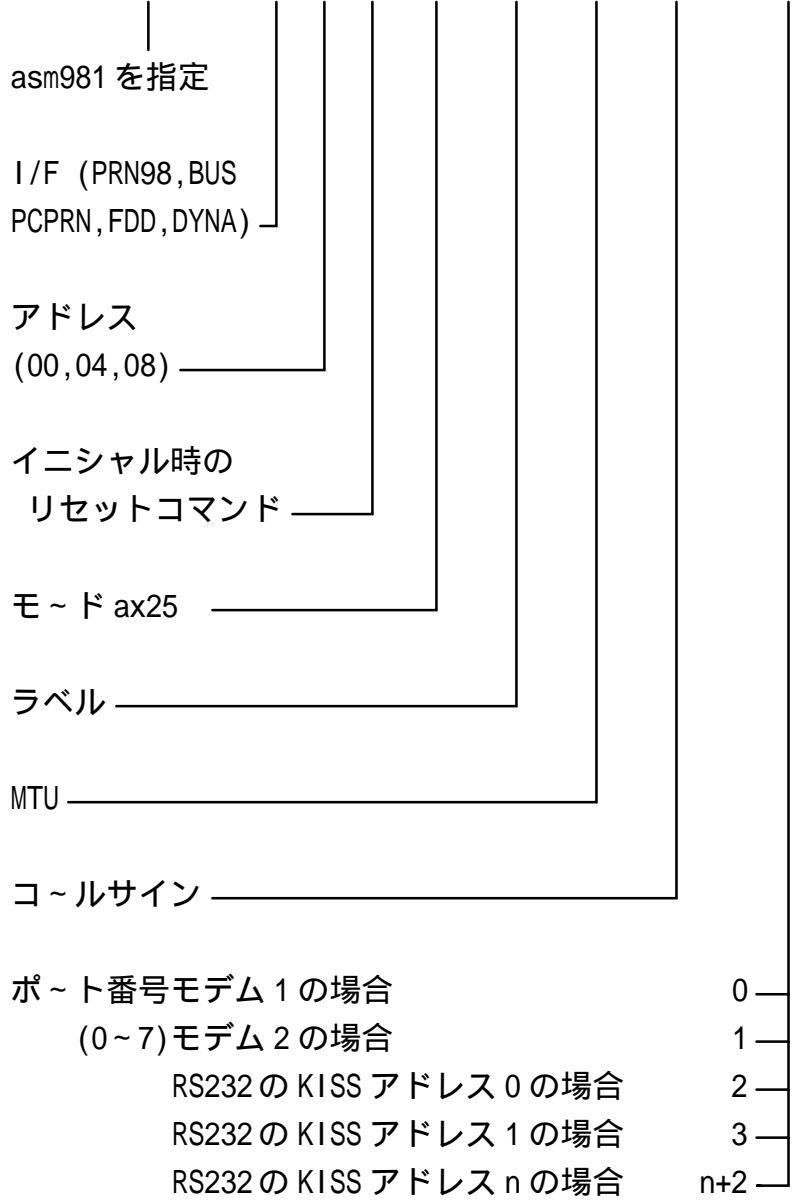 asm981を指定
I/F (PRN98,BUS
PCPRN,FDD,DYNA)
アドレス
(00,04,08)
イニシャル時の
リセットコマンド
モ~ドax25
ラベル
MTU
コ~ルサイン
ポ~ト番号モデム1の場合 0
(0~7)モデム2の場合 1
RS232のKISSアドレス0の場合 2
RS232のKISSアドレス1の場合 3
RS232のKISSアドレスnの場合 n+2